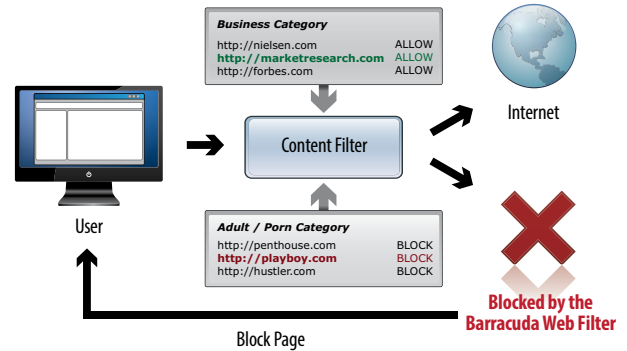 Business Category
http://nielsen.com ALLOW
http://marketresearch.com ALLOW
http://forbes.com ALLOW
Internet
Content Filter
User
Adult / Porn Category
http://penthouse.com BLOCK
http://playboy.com BLOCK
http://hustler.com BLOCK
Blocked by the
Barracuda Web Filter
Block Page